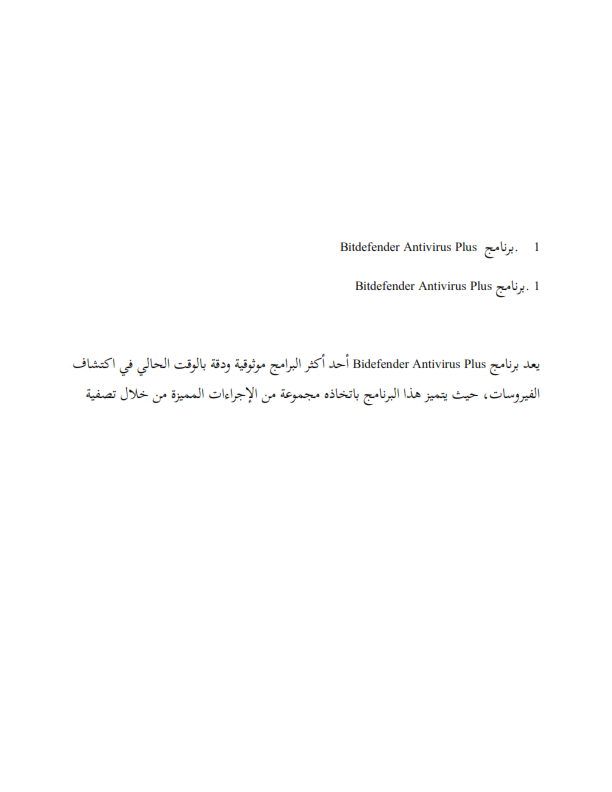 1 .برنامج Bitdefender Antivirus Plus
1 .برنامج Bitdefender Antivirus Plus
يعد برنامج Bidefender Antivirus Plus أحد أكثر البرامج موثوقية ودقة بالوقت الحالي في اكتشاف
الفيروسات، حيث يتميز هذا البرنامج باتخاذه مجموعة من الإجراءات المميزة من خلال تصفية